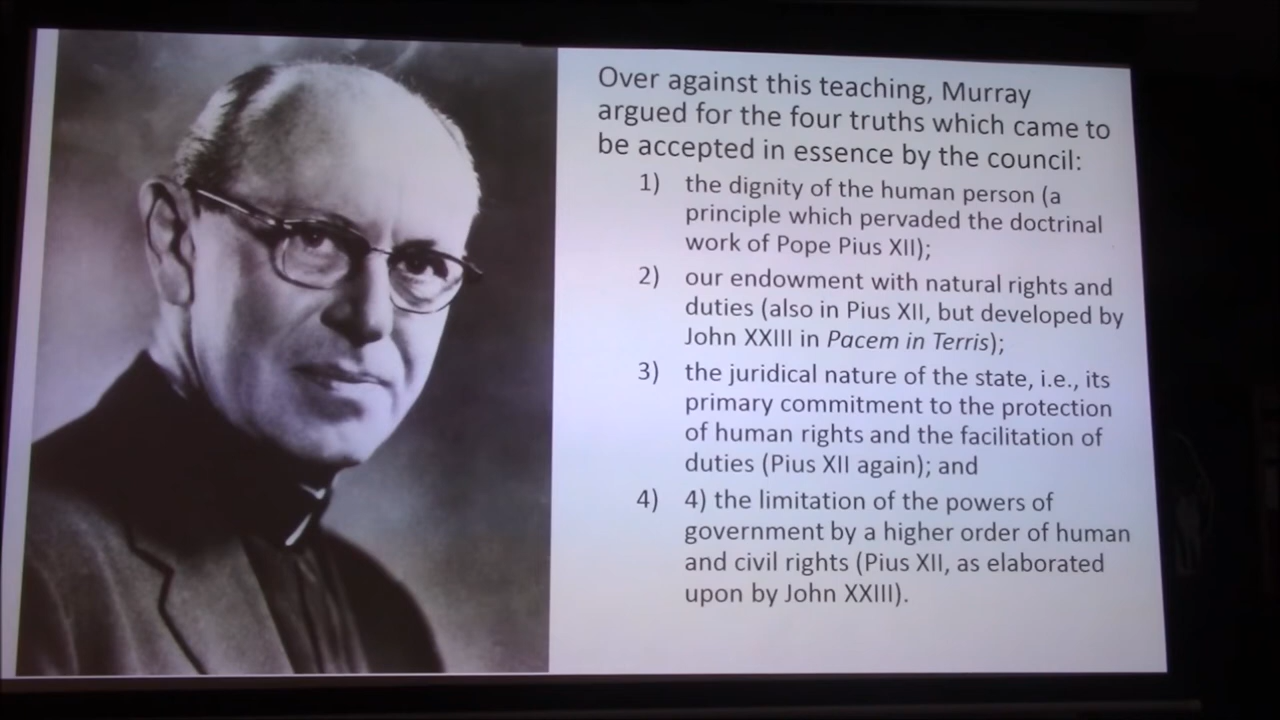 Over against this teaching, Murray
argued for the four truths which came to
be accepted in essence by the council:
1) the dignity of the human person (a
principle which pervaded the doctrinal
work of Pope Pius XII);
2) our endowment with natural rights and
duties (also in Pius XII, but developed by
John XXIII in Pacem in Terris);
3) the juridical nature of the state, i.e., its
primary commitment to the protection
of human rights and the facilitation of
duties (Pius XII again); and
4) 4) the limitation of the powers of
government by a higher order of human
and civil rights (Pius XII, as elaborated
upon by John XXIII).